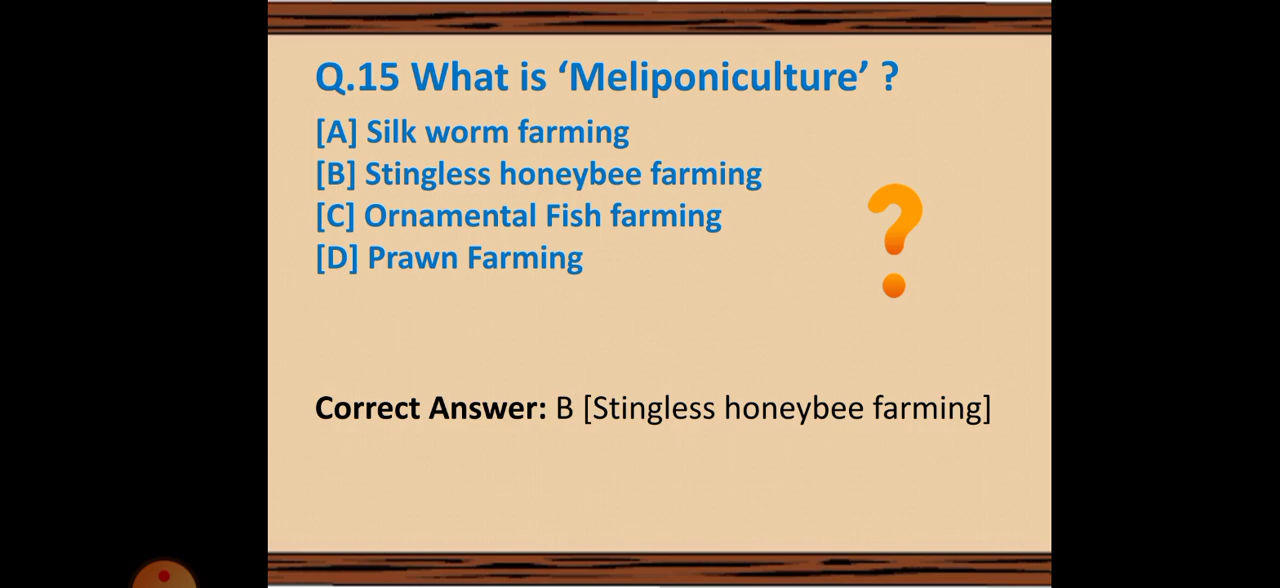 Q.15 What is ‘Meliponiculture’ ?
[A] Silk worm farming
[B] Stingless honeybee farming
[C] Ornamental Fish farming
[D] Prawn Farming
?
Correct Answer: B [Stingless honeybee farming]